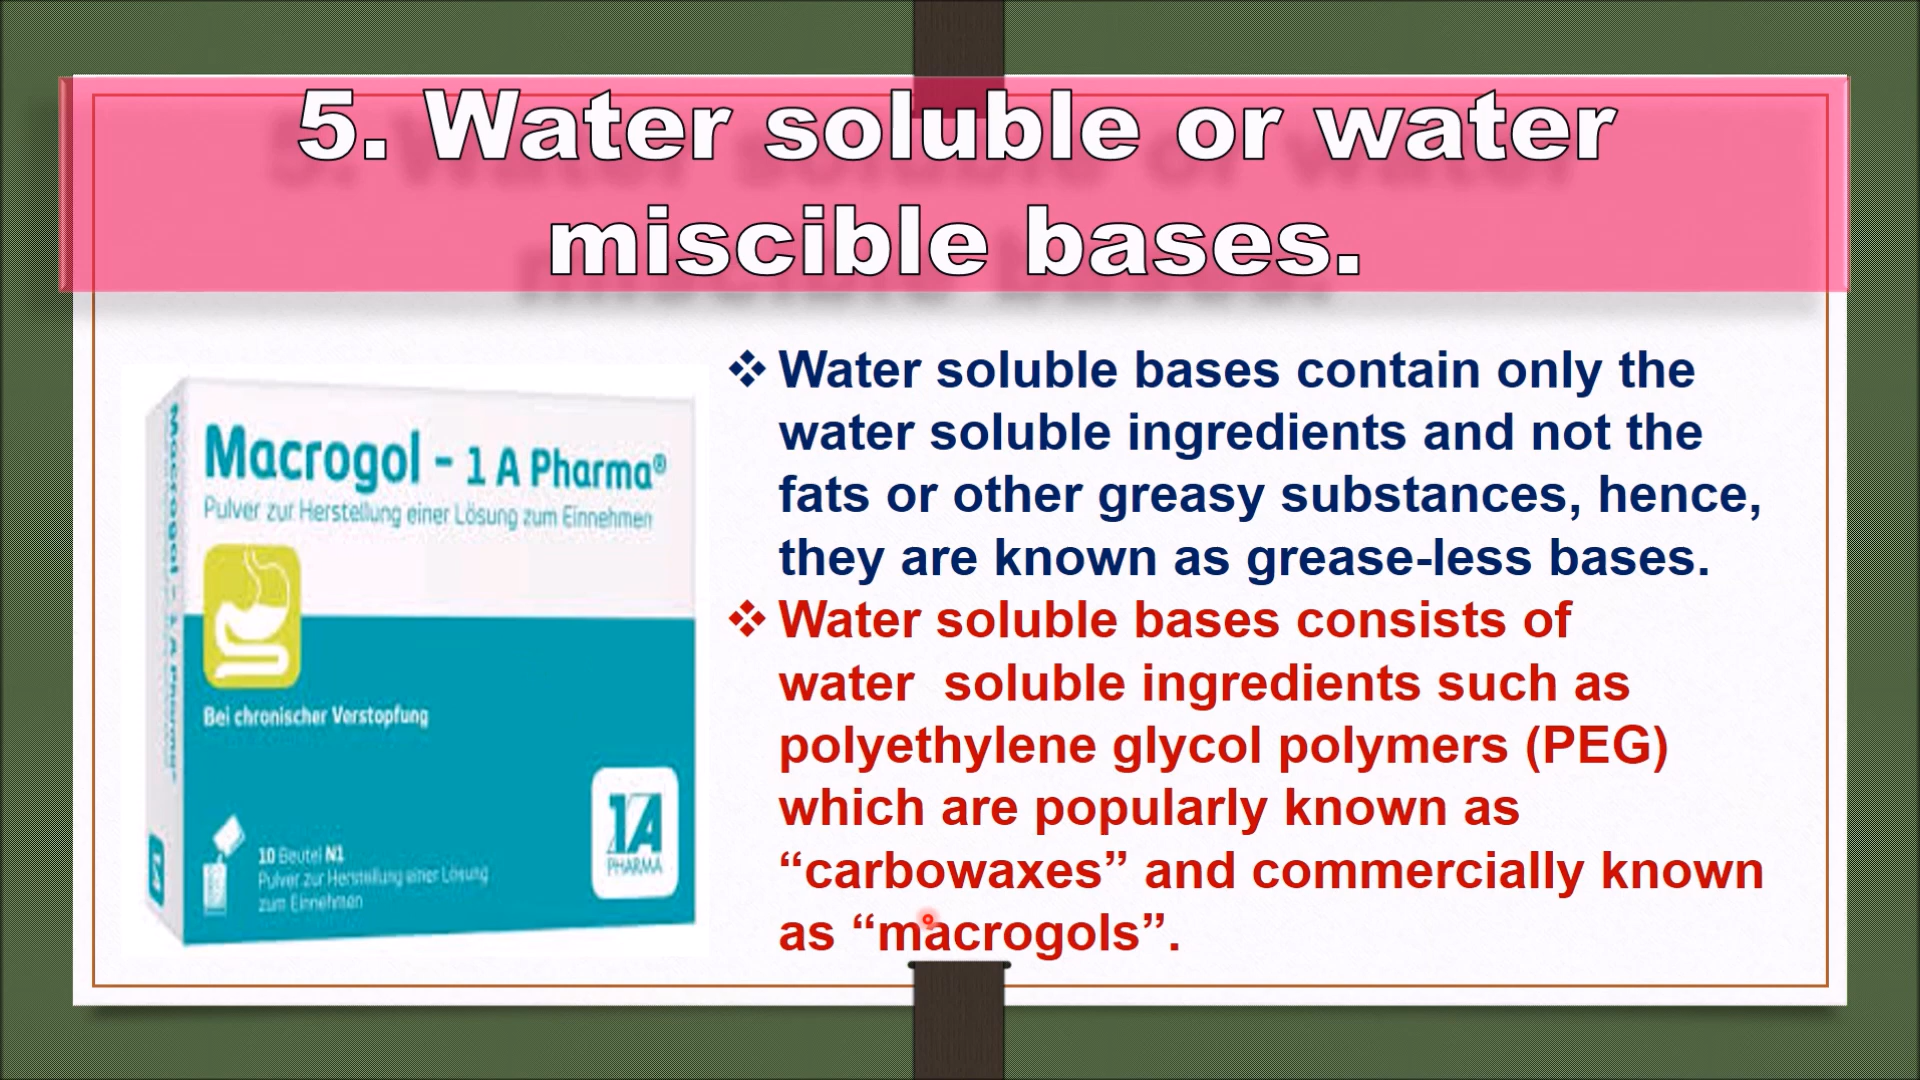 5. Water soluble or water
miscible bases.
Macrogol - 1 A Pharma®
Pulver zur Herstellung einer Lösung zum Einnehmen
Bei chronischer Verstopfung
10 Beutel N1
Pulver zur Herstellung einer Lösung
zum Einnehmen
1A
PHARMA
Macrogol - 1 A Pharma®
❖ Water soluble bases contain only the
water soluble ingredients and not the
fats or other greasy substances, hence,
they are known as grease-less bases.
❖ Water soluble bases consists of
water  soluble ingredients such as
polyethylene glycol polymers (PEG)
which are popularly known as
“carbowaxes” and commercially known
as “macrogols”.